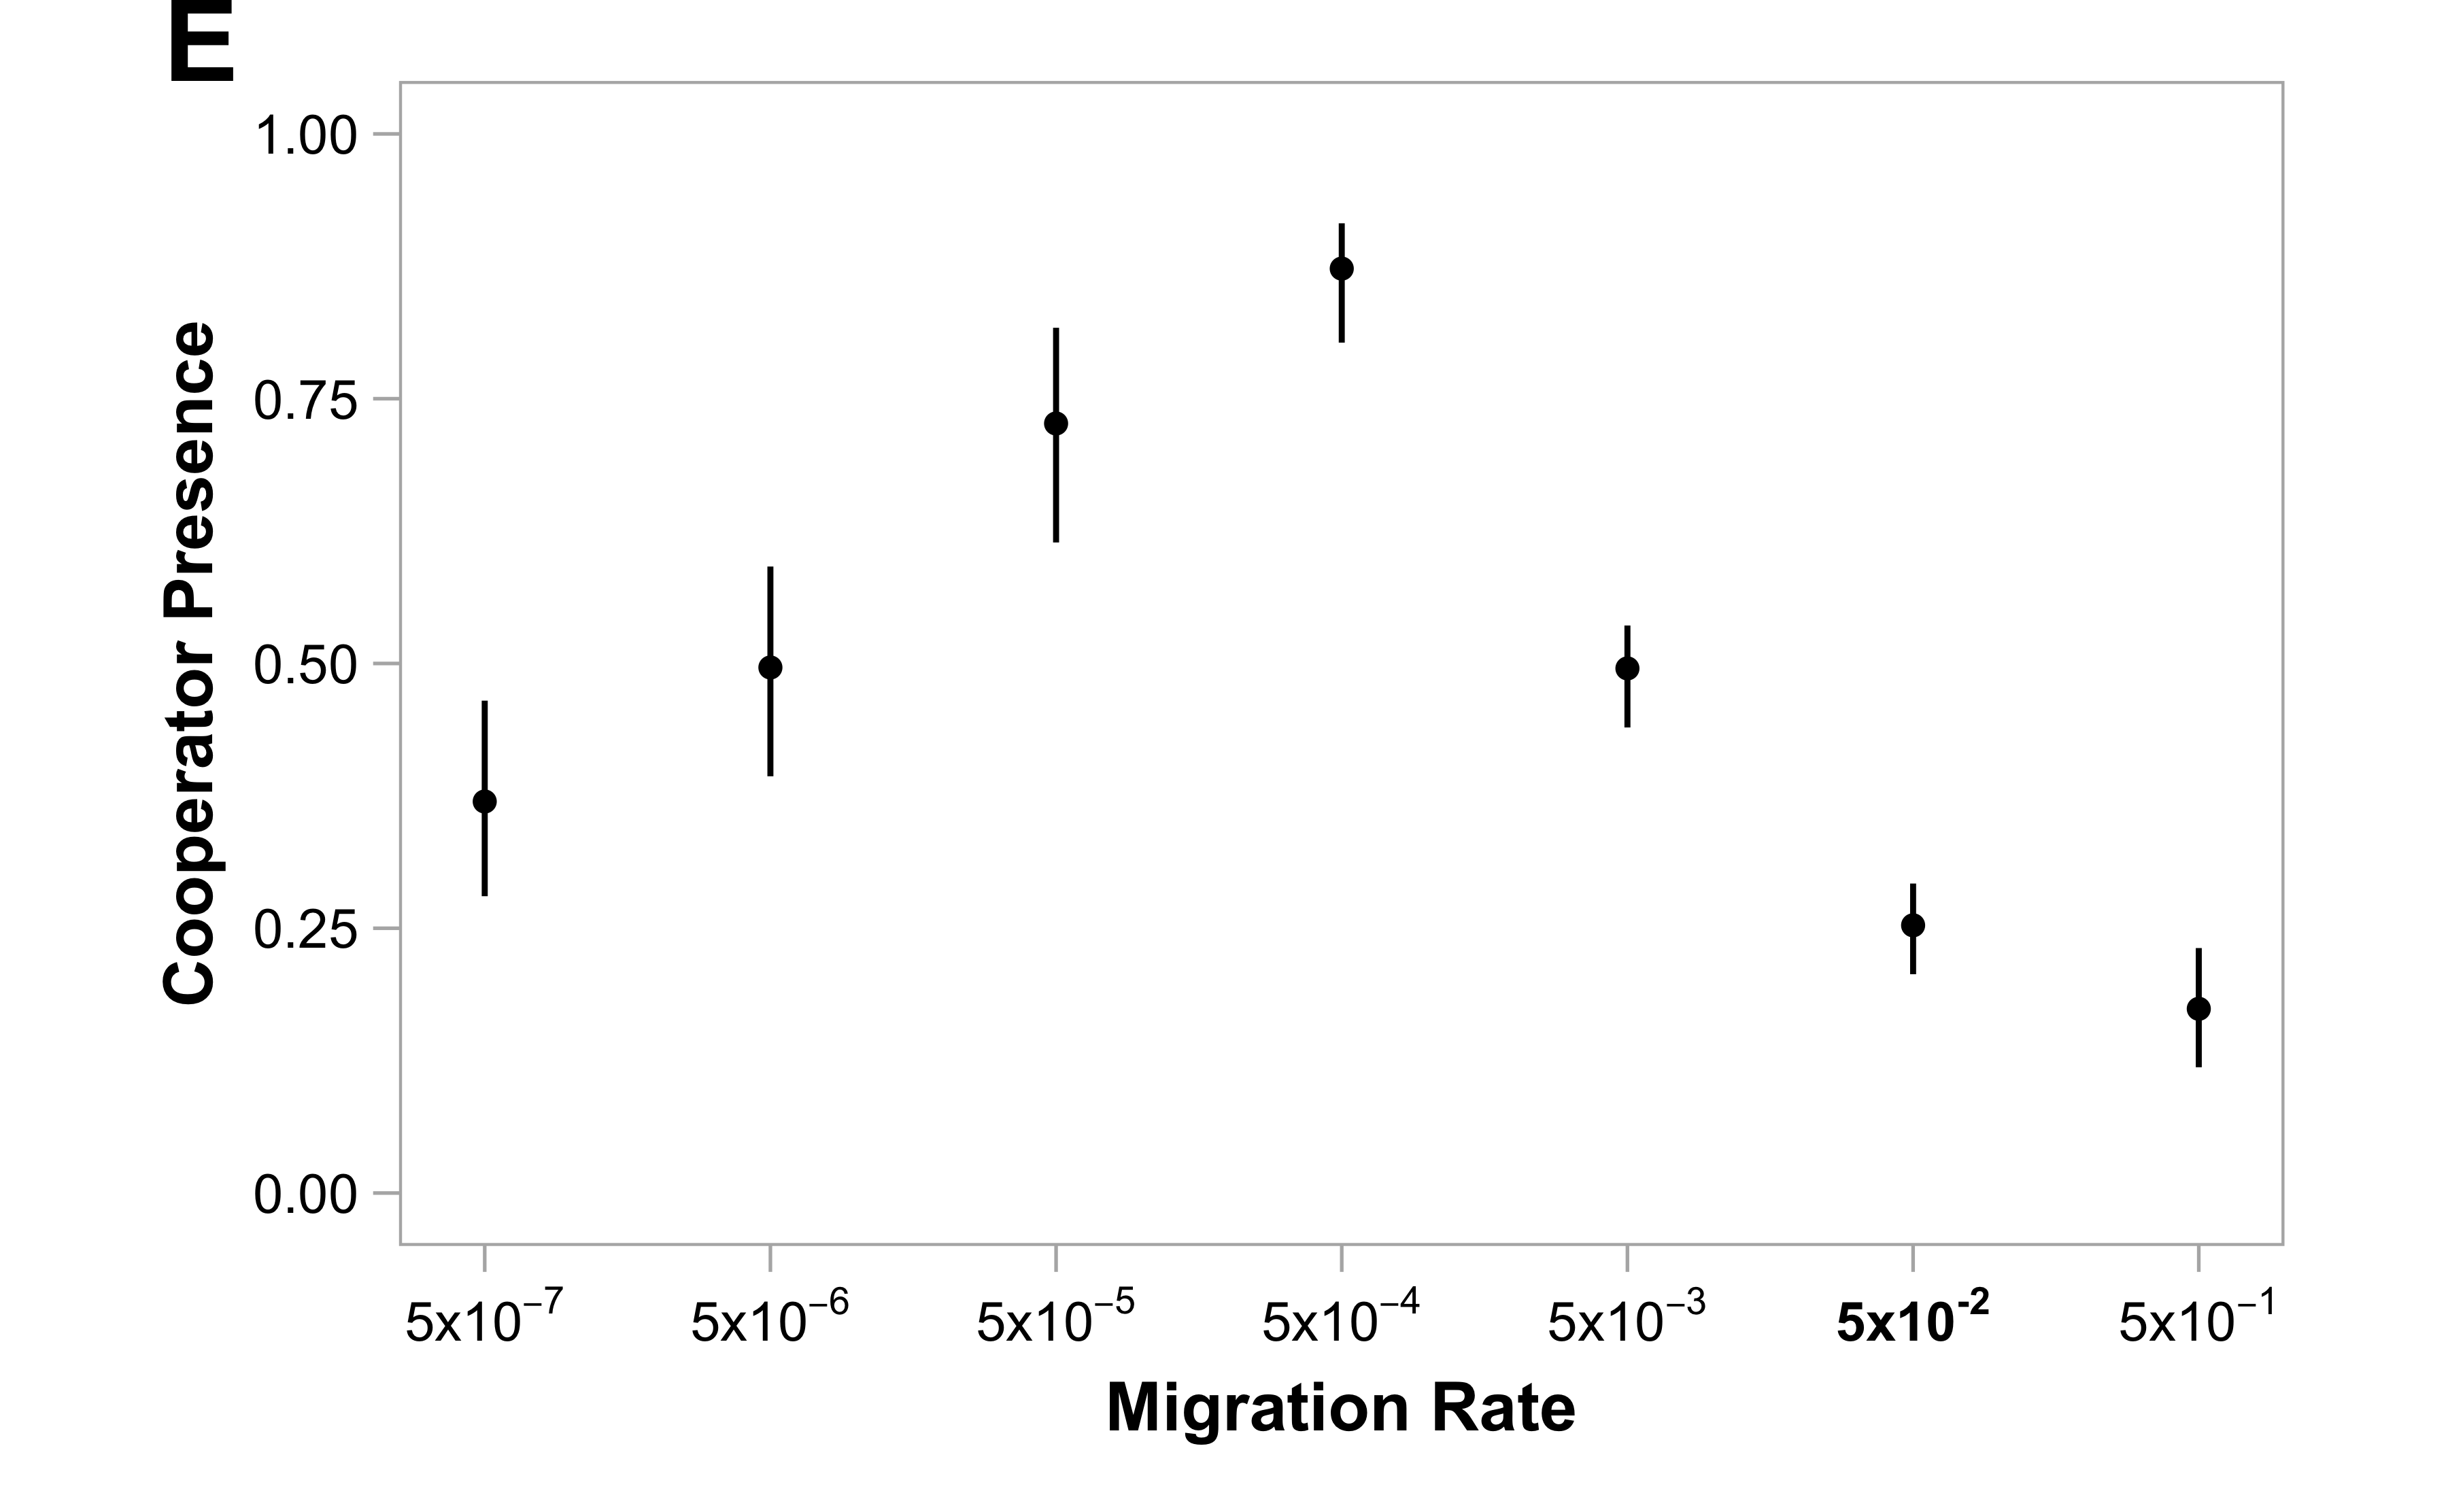 E
1.00
0.75
0.50
0.25
0.00
Cooperator Presence
5x10⁻⁷ 5x10⁻⁶ 5x10⁻⁵ 5x10⁻⁴ 5x10⁻³ 5x10⁻² 5x10⁻¹
Migration Rate